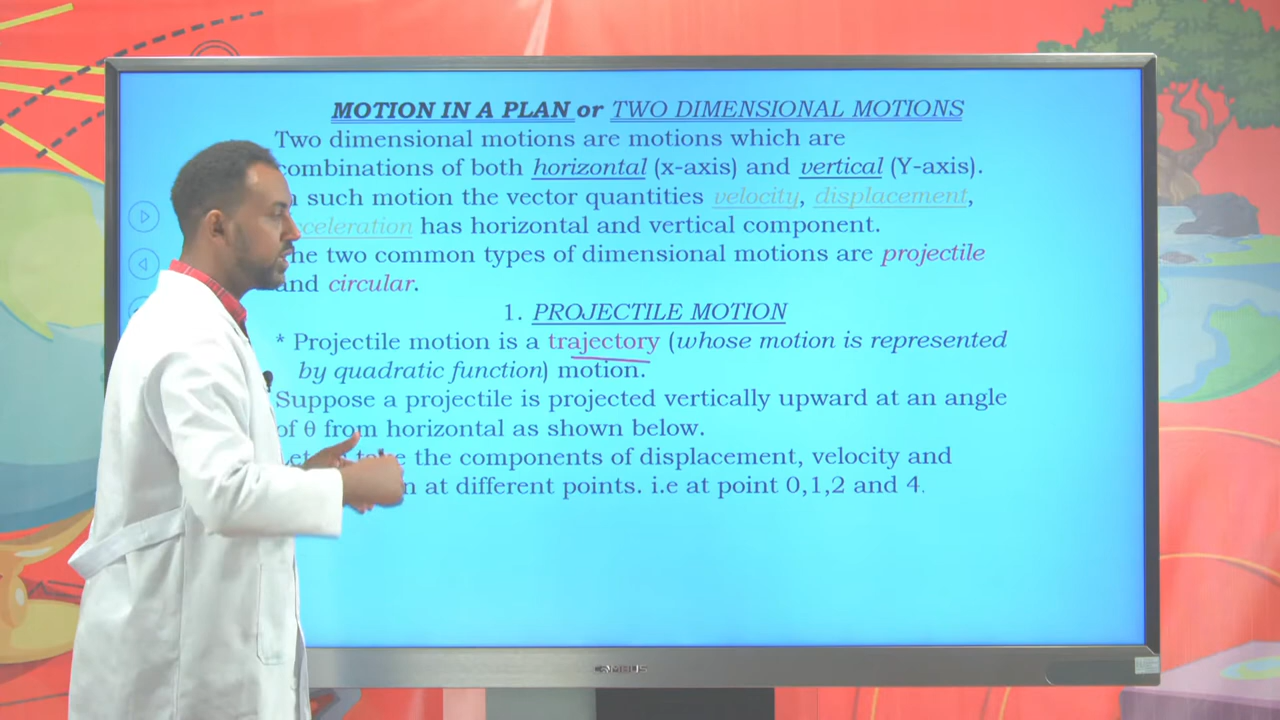 MOTION IN A PLAN or TWO DIMENSIONAL MOTIONS
Two dimensional motions are motions which are
combinations of both horizontal (x-axis) and vertical (Y-axis).
such motion the vector quantities velocity, displacement,
has horizontal and vertical component.
The two common types of dimensional motions are projectile
and circular.
1. PROJECTILE MOTION
* Projectile motion is a trajectory (whose motion is represented
by quadratic function) motion.
Suppose a projectile is projected vertically upward at an angle
of θ from horizontal as shown below.
the components of displacement, velocity and
at different points. i.e at point 0,1,2 and 4.